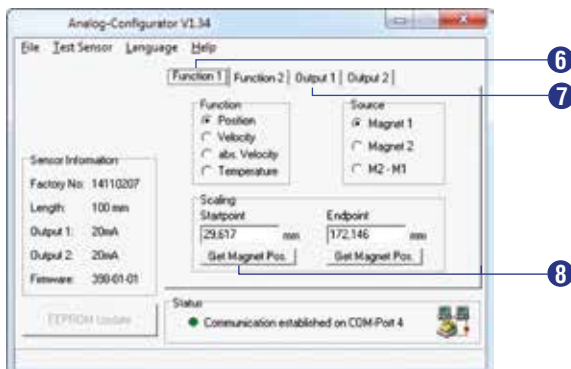 Analog-Configurator V1.34
File Test Sensor Language Help
6
Function 1 Function 2 Output 1 Output 2
7
Function
Position
Velocity
abs. Velocity
Temperature
Source
Magnet 1
Magnet 2
M2 - M1
Sensor Information
Factory No: 14110207
Length: 100 mm
Output 1: 20mA
Output 2: 20mA
Firmware: 390-01-01
Scaling
Startpoint Endpoint
29,617 mm 172,146 mm
Get Magnet Pos. Get Magnet Pos.
8
EEPROM Update
Status
Communication established on COM-Port 4